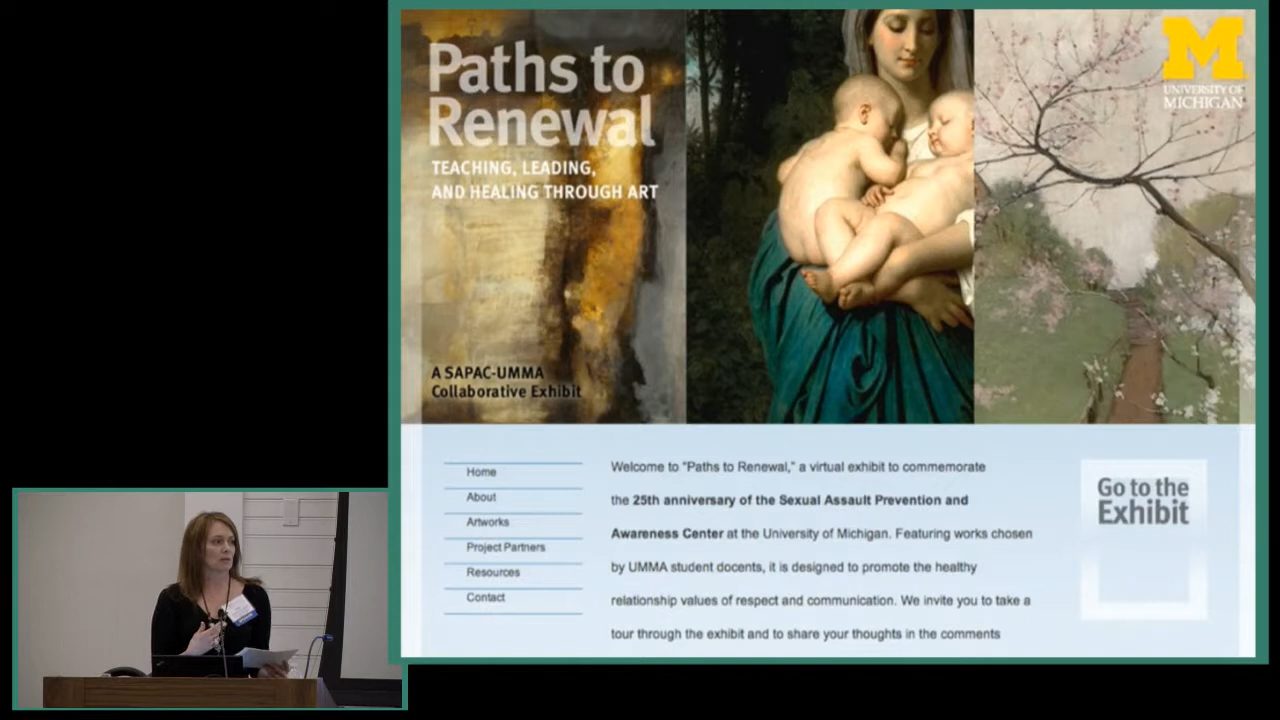 Paths to
Renewal
TEACHING, LEADING,
AND HEALING THROUGH ART
A SAPAC-UMMA
Collaborative Exhibit
M
UNIVERSITY OF
MICHIGAN
Home
About
Artworks
Project Partners
Resources
Contact
Welcome to "Paths to Renewal," a virtual exhibit to commemorate
the 25th anniversary of the Sexual Assault Prevention and
Awareness Center at the University of Michigan. Featuring works chosen
by UMMA student docents, it is designed to promote the healthy
relationship values of respect and communication. We invite you to take a
tour through the exhibit and to share your thoughts in the comments
Go to the
Exhibit